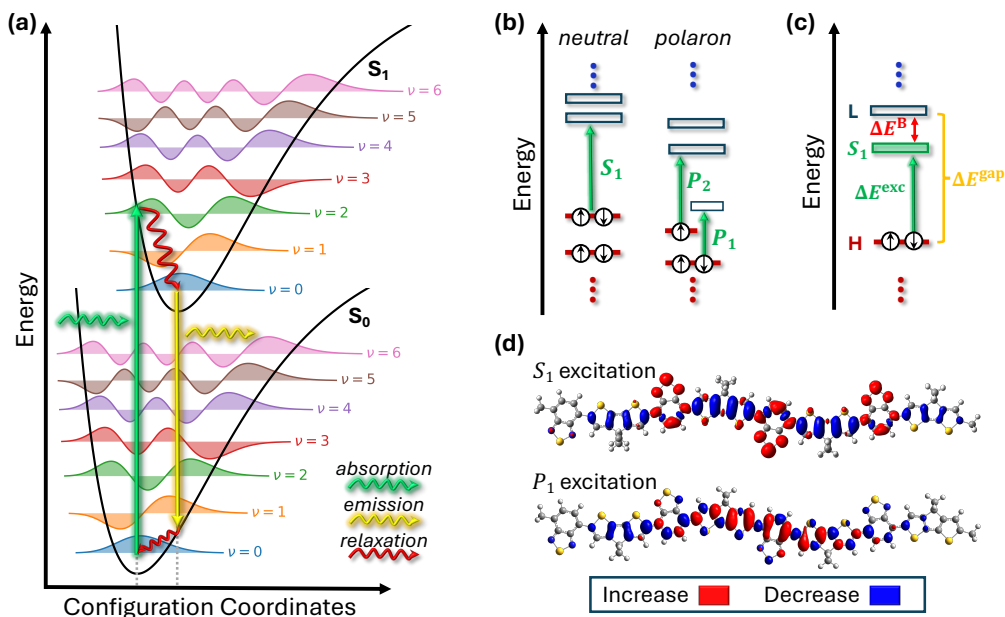 (a)
Energy
S₁
ν = 6
ν = 5
ν = 4
ν = 3
ν = 2
ν = 1
ν = 0
S₀
ν = 6
ν = 5
ν = 4
ν = 3
ν = 2
ν = 1
ν = 0
absorption
emission
relaxation
Configuration Coordinates
(b)
Energy
neutral polaron
S₁
P₂
P₁
(c)
Energy
L
ΔEᴮ
S₁
ΔEᵉˣᶜ
ΔEᵍᵃᵖ
H
(d)
S₁ excitation
P₁ excitation
Increase Decrease